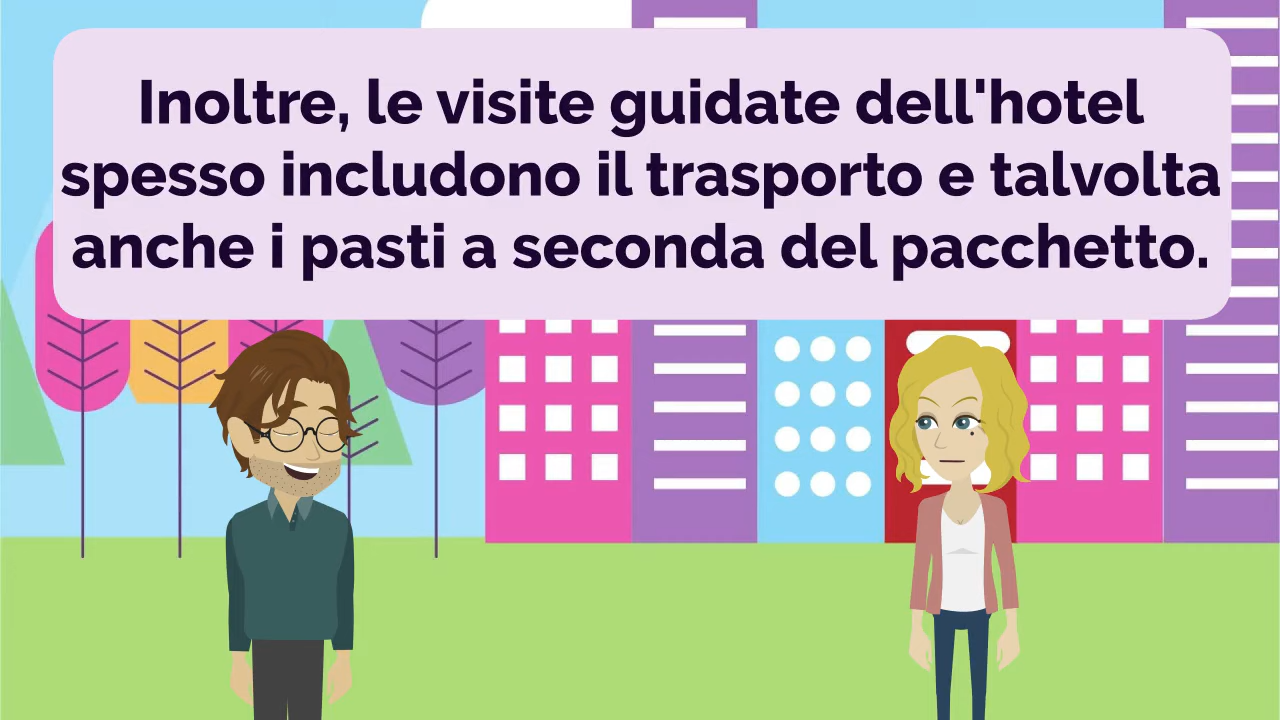 Inoltre, le visite guidate dell'hotel
spesso includono il trasporto e talvolta
anche i pasti a seconda del pacchetto.